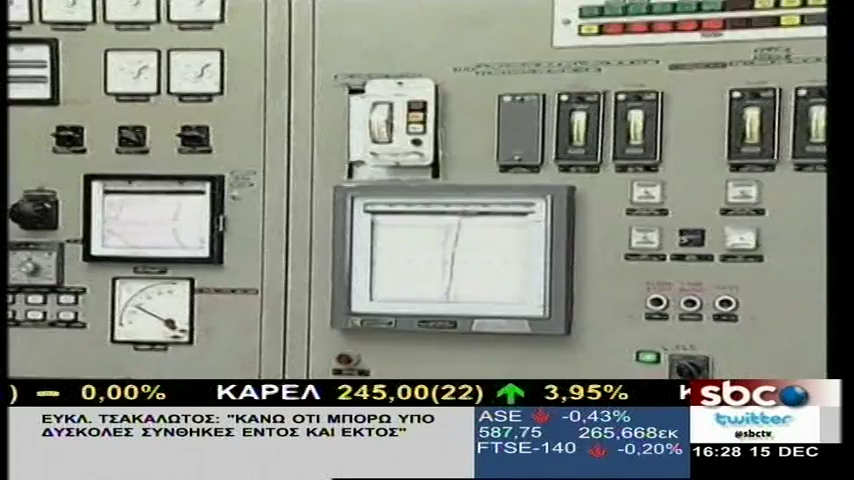 ) 0,00% ΚΑΡΕΛ 245,00(22) 3,95%
sbc
ΕΥΚΛ. ΤΣΑΚΑΛΩΤΟΣ: "ΚΑΝΩ ΟΤΙ ΜΠΟΡΩ ΥΠΟ
ΔΥΣΚΟΛΕΣ ΣΥΝΘΗΚΕΣ ΕΝΤΟΣ ΚΑΙ ΕΚΤΟΣ"
ASE -0,43%
587,75 265,668εκ
FTSE-140 -0,20%
twitter
@sbctv
16:28 15 DEC